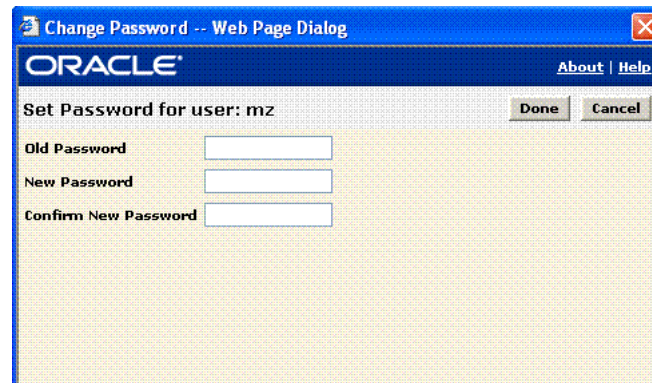 Change Password -- Web Page Dialog
ORACLE
About | Help
Set Password for user: mz
Done
Cancel
Old Password
New Password
Confirm New Password